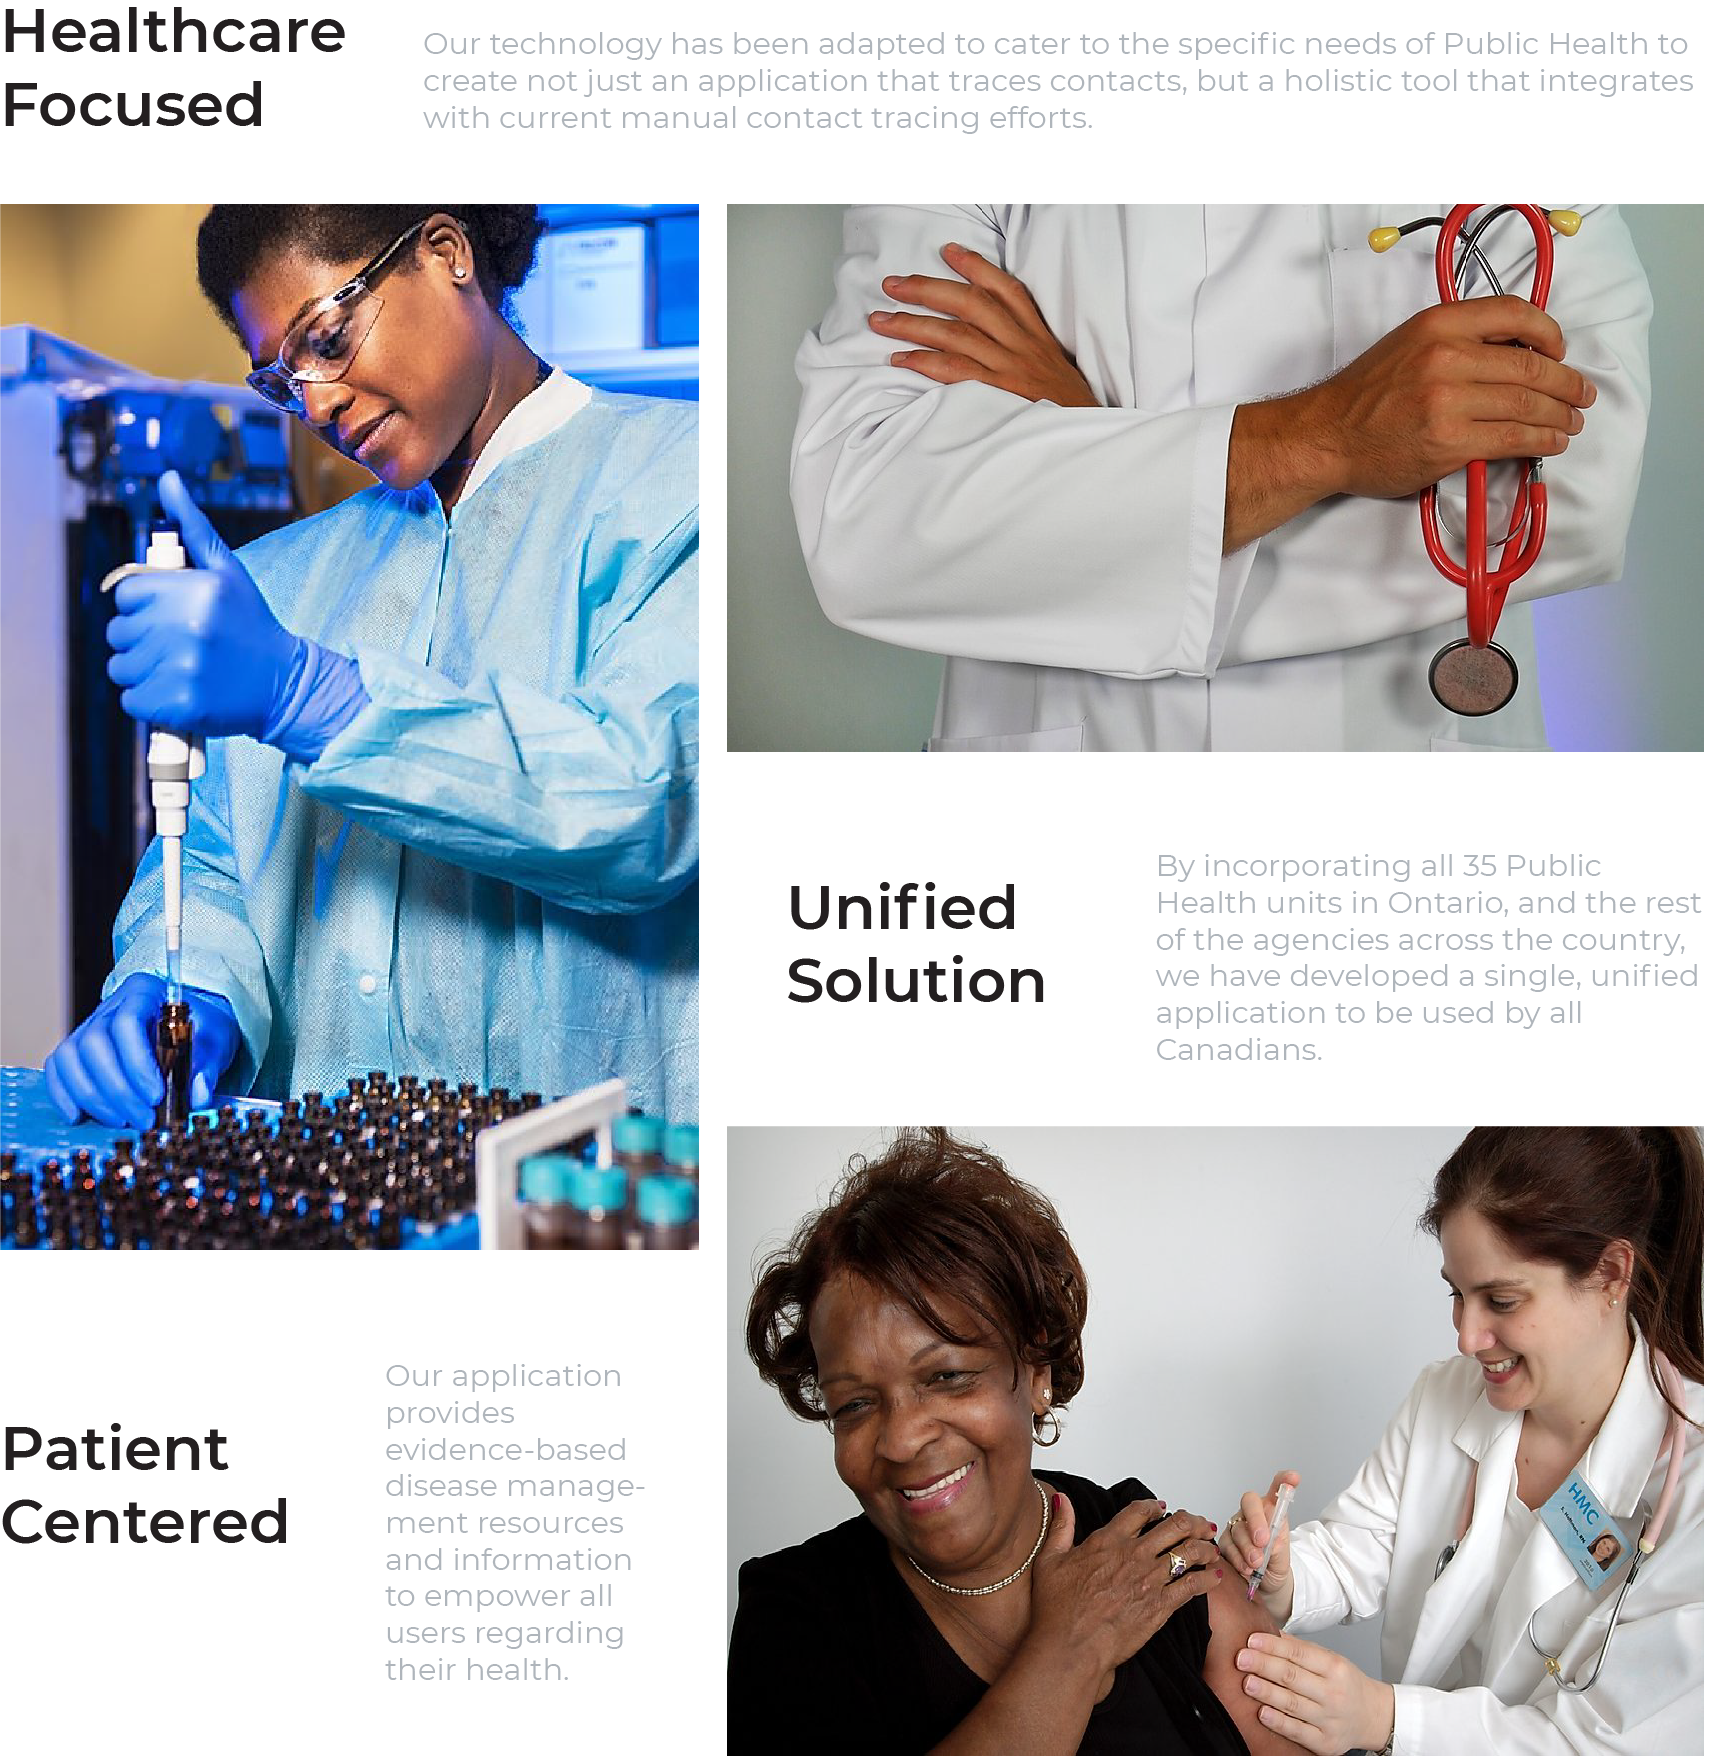 Healthcare
Focused
Our technology has been adapted to cater to the specific needs of Public Health to
create not just an application that traces contacts, but a holistic tool that integrates
with current manual contact tracing efforts.
Unified
Solution
By incorporating all 35 Public
Health units in Ontario, and the rest
of the agencies across the country,
we have developed a single, unified
application to be used by all
Canadians.
Patient
Centered
Our application
provides
evidence-based
disease manage-
ment resources
and information
to empower all
users regarding
their health.
HMC